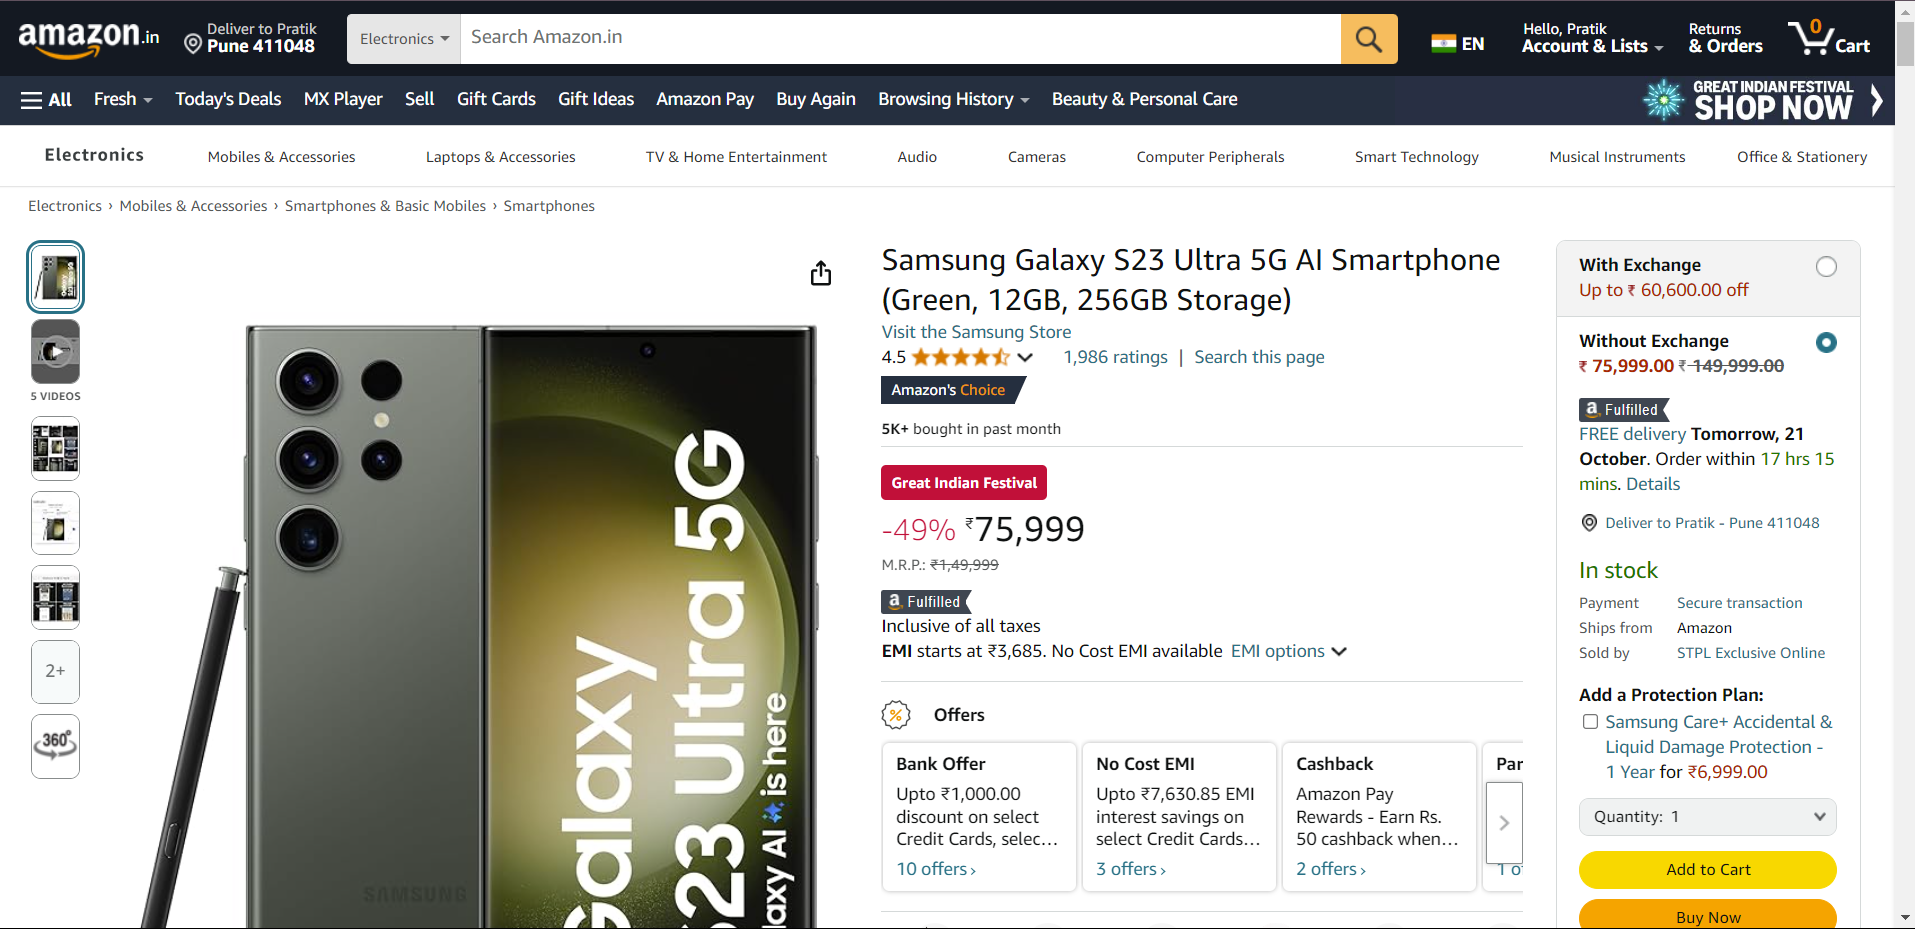 amazon.in
Deliver to Pratik
Pune 411048
Electronics
Search Amazon.in
EN
Hello, Pratik
Account & Lists
Returns
& Orders
0
Cart
All
Fresh
Today's Deals
MX Player
Sell
Gift Cards
Gift Ideas
Amazon Pay
Buy Again
Browsing History
Beauty & Personal Care
GREAT INDIAN FESTIVAL
SHOP NOW
Electronics
Mobiles & Accessories
Laptops & Accessories
TV & Home Entertainment
Audio
Cameras
Computer Peripherals
Smart Technology
Musical Instruments
Office & Stationery
Electronics › Mobiles & Accessories › Smartphones & Basic Mobiles › Smartphones
5 VIDEOS
2+
360°
Galaxy
S23 Ultra 5G
Galaxy AI is here
SAMSUNG
Samsung Galaxy S23 Ultra 5G AI Smartphone
(Green, 12GB, 256GB Storage)
Visit the Samsung Store
4.5
1,986 ratings | Search this page
Amazon's Choice
5K+ bought in past month
Great Indian Festival
-49% ₹75,999
M.R.P.: ₹1,49,999
a Fulfilled
Inclusive of all taxes
EMI starts at ₹3,685. No Cost EMI available EMI options
% Offers
Bank Offer
Upto ₹1,000.00
discount on select
Credit Cards, selec...
10 offers ›
No Cost EMI
Upto ₹7,630.85 EMI
interest savings on
select Credit Cards...
3 offers ›
Cashback
Amazon Pay
Rewards - Earn Rs.
50 cashback when...
2 offers ›
Par
1 o
With Exchange
Up to ₹ 60,600.00 off
Without Exchange
₹ 75,999.00 ₹ 149,999.00
a Fulfilled
FREE delivery Tomorrow, 21
October. Order within 17 hrs 15
mins. Details
Deliver to Pratik - Pune 411048
In stock
Payment Secure transaction
Ships from Amazon
Sold by STPL Exclusive Online
Add a Protection Plan:
Samsung Care+ Accidental &
Liquid Damage Protection -
1 Year for ₹6,999.00
Quantity: 1
Add to Cart
Buy Now